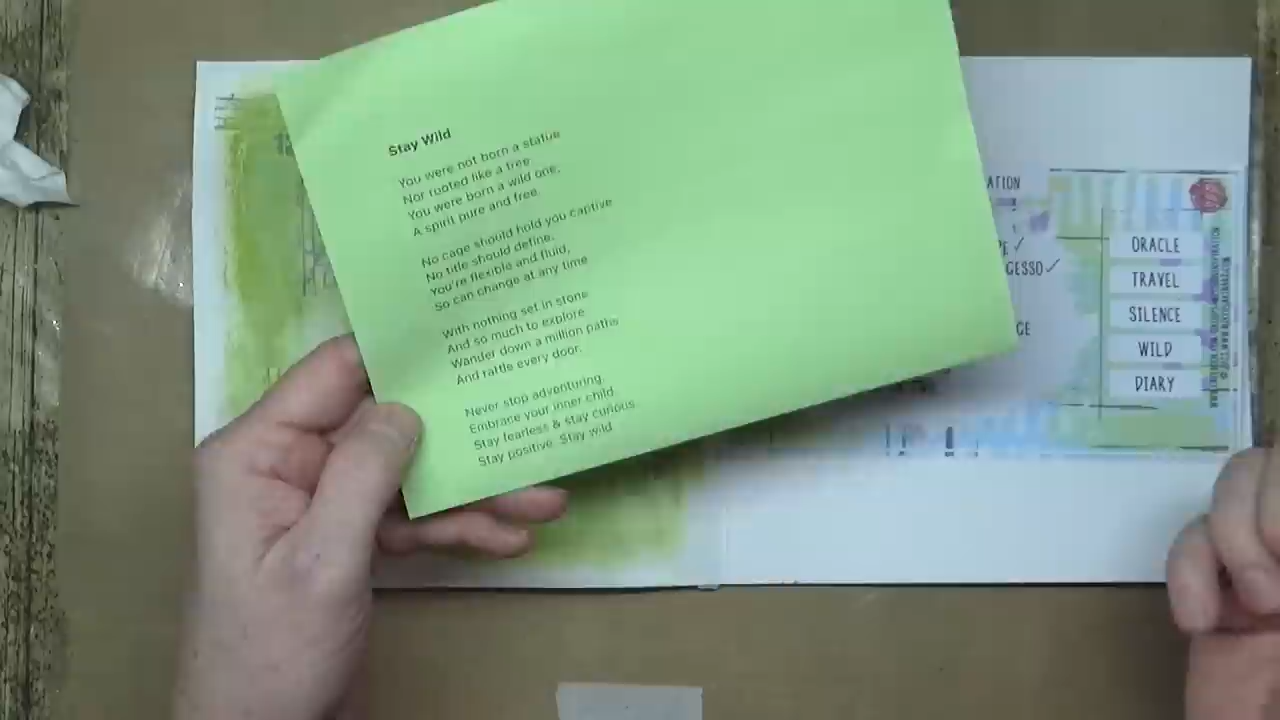 Stay Wild
You were not born a statue
Nor rooted like a tree.
You were born a wild one,
A spirit pure and free.
No cage should hold you captive
No title should define.
You're flexible and fluid,
So can change at any time
With nothing set in stone
And so much to explore
Wander down a million paths
And rattle every door.
Never stop adventuring.
Embrace your inner child.
Stay fearless & stay curious
Stay positive. Stay wild
ATION
GESSO✓
GE
ORACLE
TRAVEL
SILENCE
WILD
DIARY